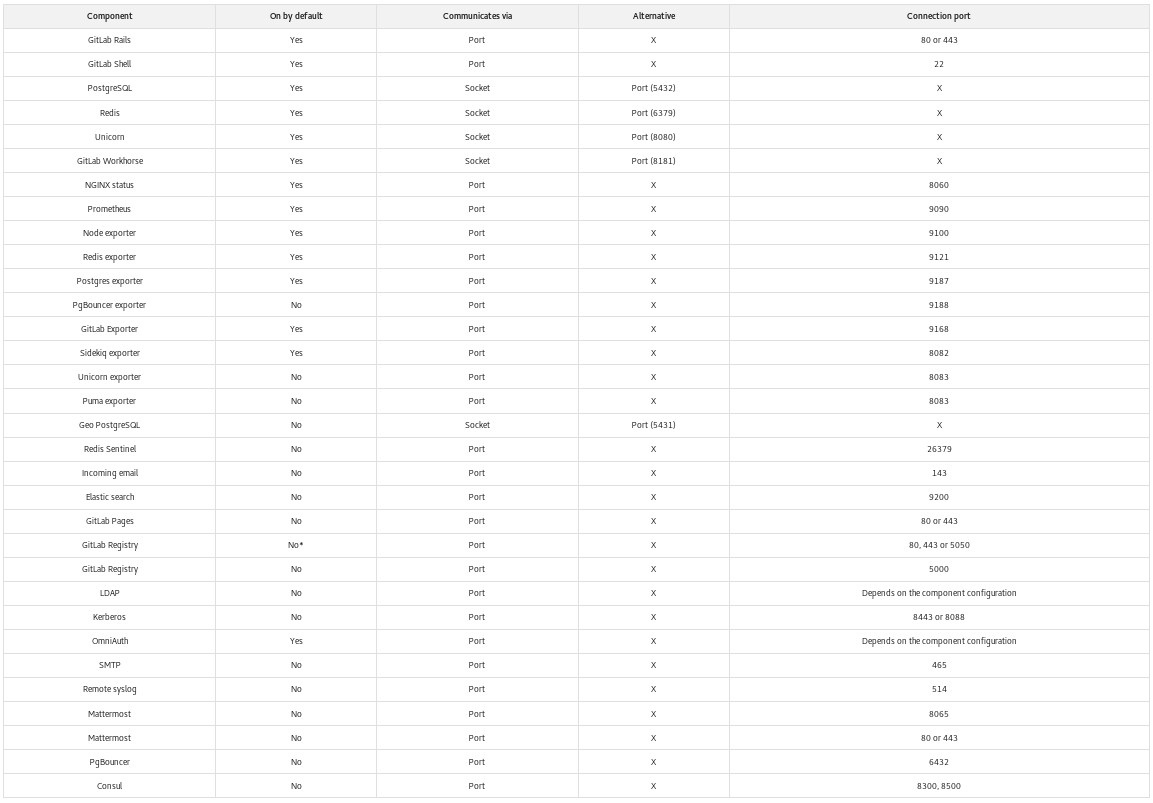 Component On by default Communicates via Alternative Connection port
GitLab Rails Yes Port X 80 or 443
GitLab Shell Yes Port X 22
PostgreSQL Yes Socket Port (5432) X
Redis Yes Socket Port (6379) X
Unicorn Yes Socket Port (8080) X
GitLab Workhorse Yes Socket Port (8181) X
NGINX status Yes Port X 8060
Prometheus Yes Port X 9090
Node exporter Yes Port X 9100
Redis exporter Yes Port X 9121
Postgres exporter Yes Port X 9187
PgBouncer exporter No Port X 9188
GitLab Exporter Yes Port X 9168
Sidekiq exporter Yes Port X 8082
Unicorn exporter No Port X 8083
Puma exporter No Port X 8083
Geo PostgreSQL No Socket Port (5431) X
Redis Sentinel No Port X 26379
Incoming email No Port X 143
Elastic search No Port X 9200
GitLab Pages No Port X 80 or 443
GitLab Registry No* Port X 80, 443 or 5050
GitLab Registry No Port X 5000
LDAP No Port X Depends on the component configuration
Kerberos No Port X 8443 or 8088
OmniAuth Yes Port X Depends on the component configuration
SMTP No Port X 465
Remote syslog No Port X 514
Mattermost No Port X 8065
Mattermost No Port X 80 or 443
PgBouncer No Port X 6432
Consul No Port X 8300, 8500